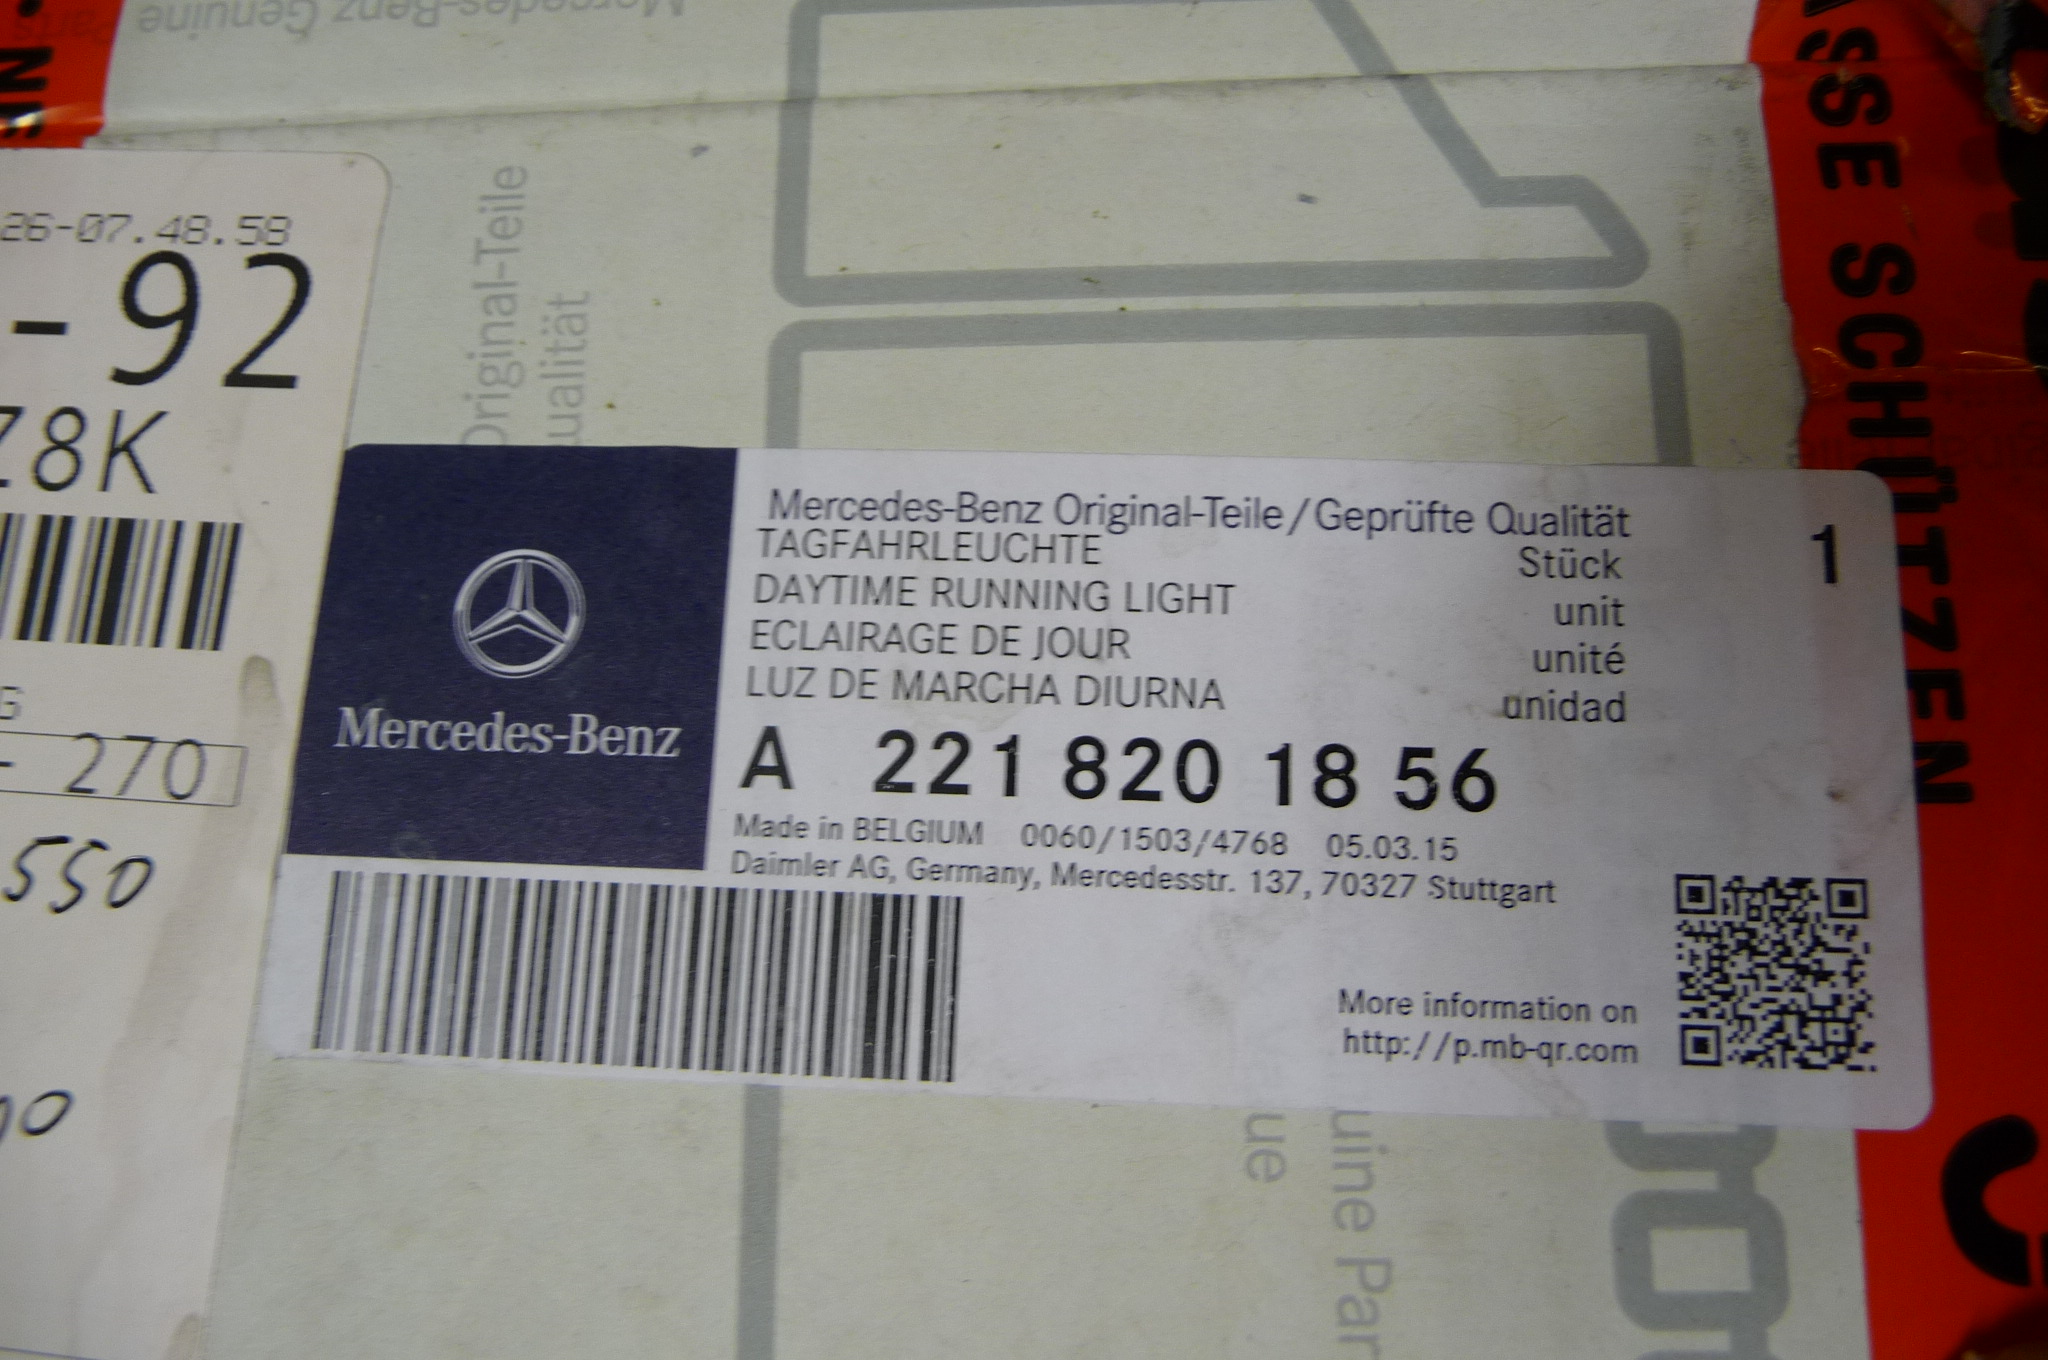 Mercedes-Benz Genuine Parts
26-07.48.58
-92
Z8K
G
- 270
550
Original-Teile
Qualität
ASSE SCHÜTZEN
Mercedes-Benz
Mercedes-Benz Original-Teile/Geprüfte Qualität
TAGFAHRLEUCHTE Stück 1
DAYTIME RUNNING LIGHT unit
ECLAIRAGE DE JOUR unité
LUZ DE MARCHA DIURNA unidad
A 221 820 18 56
Made in BELGIUM 0060/1503/4768 05.03.15
Daimler AG, Germany, Mercedesstr. 137, 70327 Stuttgart
More information on
http://p.mb-qr.com
uine Par